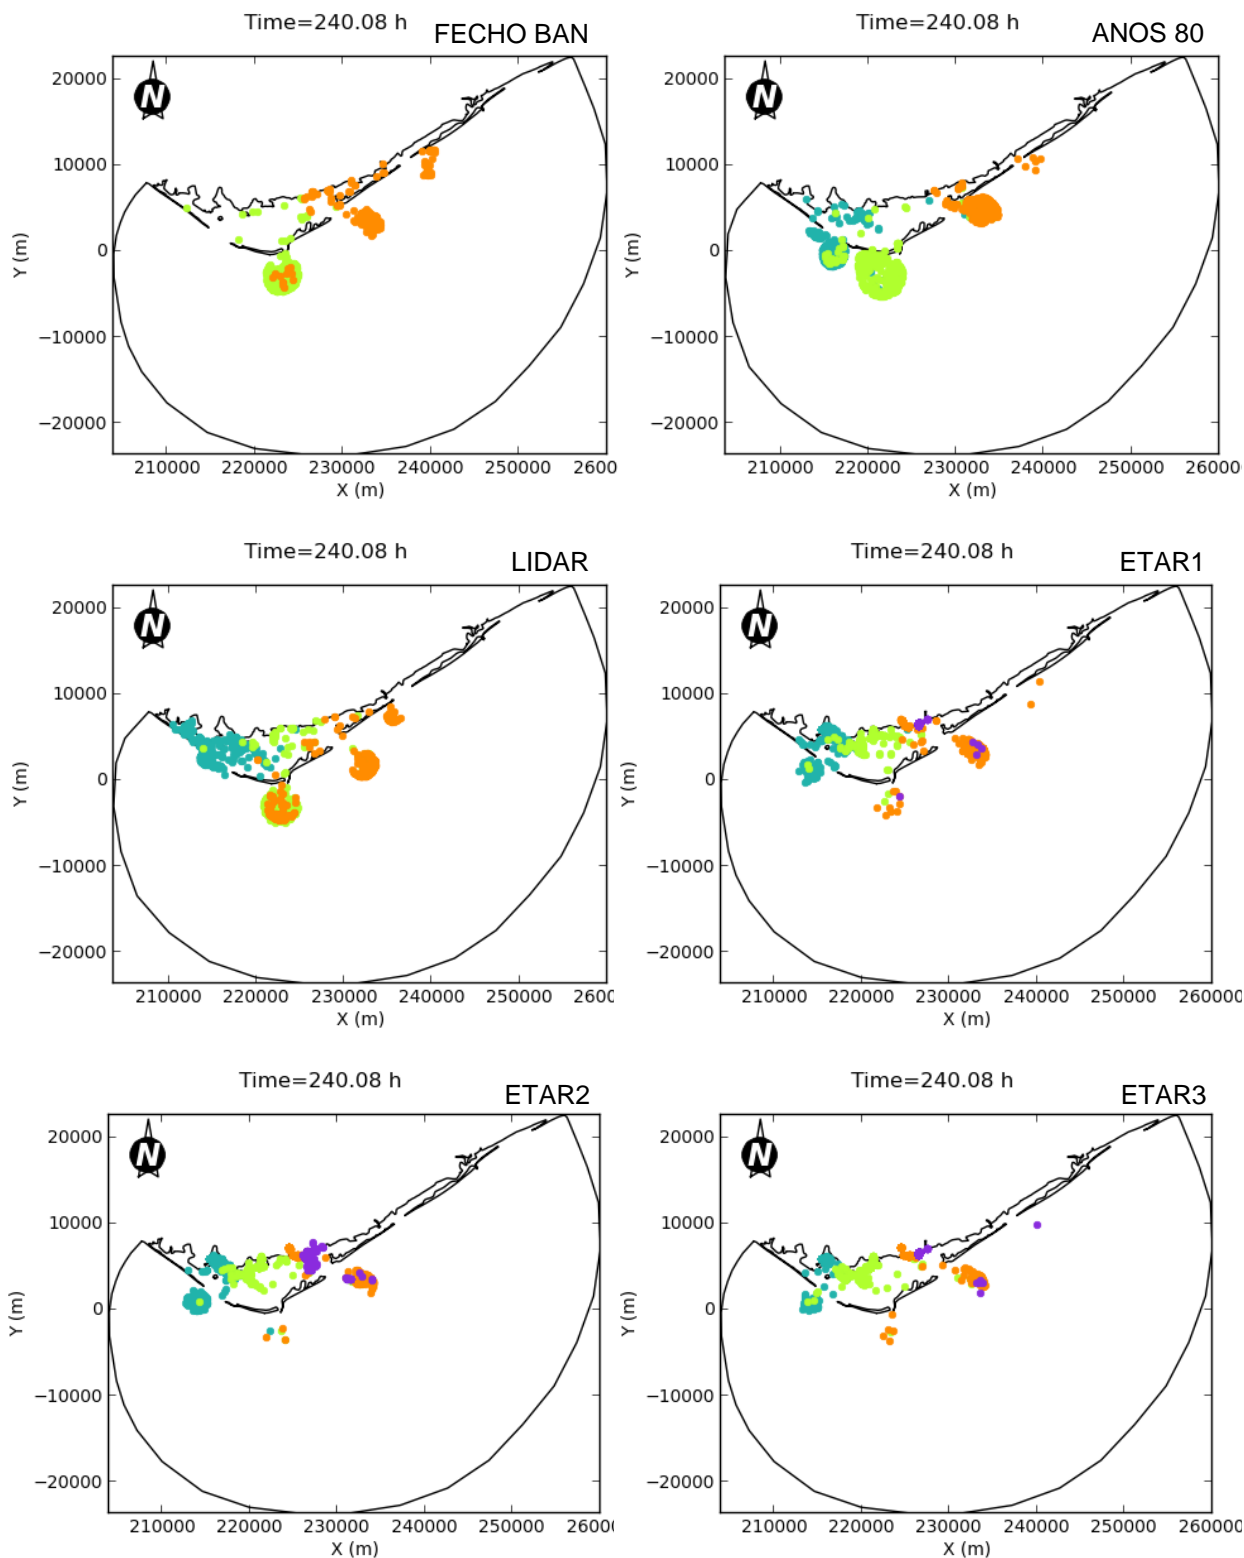 Time=240.08 h FECHO BAN
Time=240.08 h ANOS 80
N
20000
10000
0
−10000
−20000
Y (m)
210000 220000 230000 240000 250000 2600
X (m)
N
20000
10000
0
−10000
−20000
Y (m)
210000 220000 230000 240000 250000 26000
X (m)
Time=240.08 h LIDAR
Time=240.08 h ETAR1
N
20000
10000
0
−10000
−20000
Y (m)
210000 220000 230000 240000 250000 2600
X (m)
N
20000
10000
0
−10000
−20000
Y (m)
210000 220000 230000 240000 250000 26000
X (m)
Time=240.08 h ETAR2
Time=240.08 h ETAR3
N
20000
10000
0
−10000
−20000
Y (m)
210000 220000 230000 240000 250000 26000
X (m)
N
20000
10000
0
−10000
−20000
Y (m)
210000 220000 230000 240000 250000 26000
X (m)